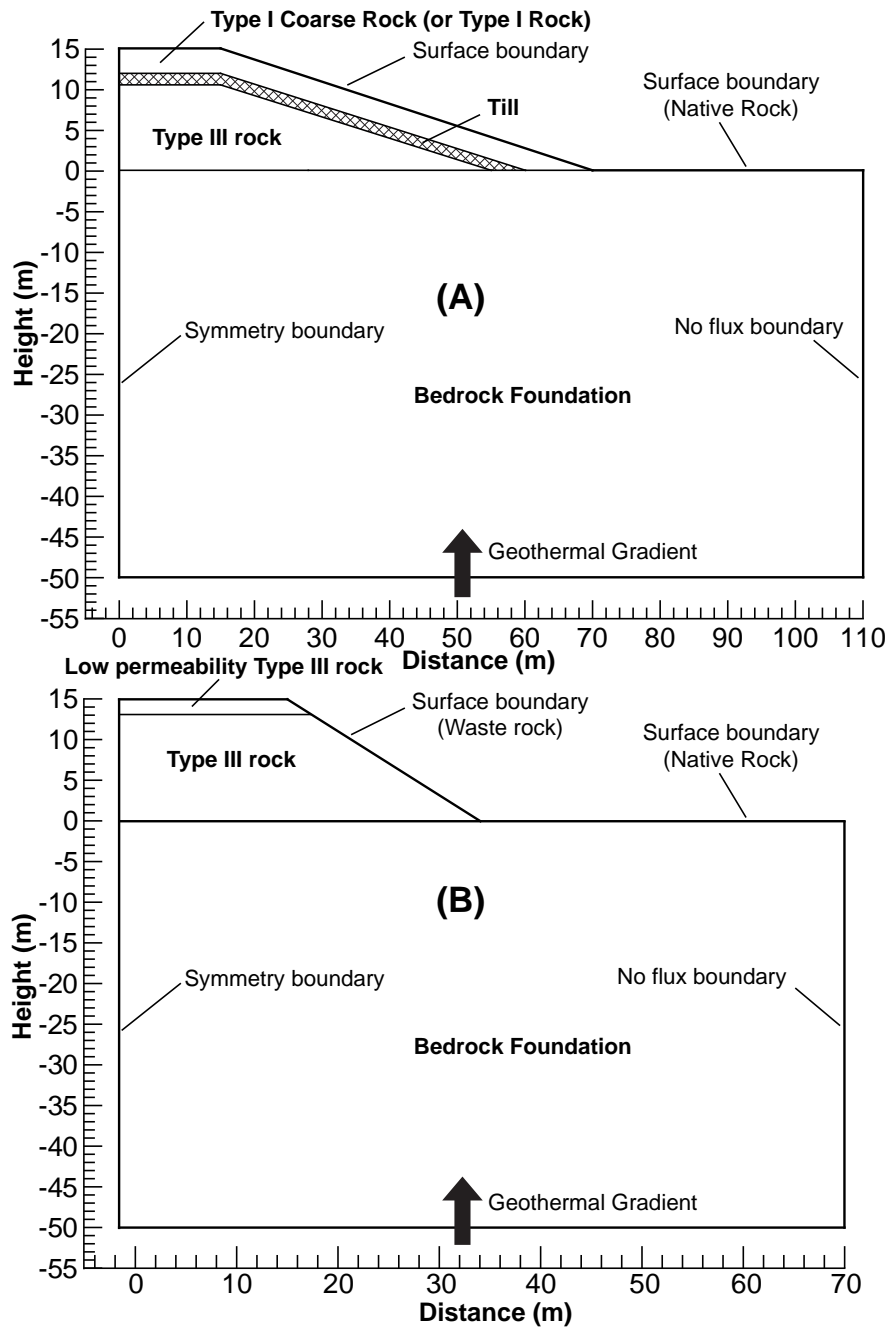 Type I Coarse Rock (or Type I Rock)
Surface boundary
Surface boundary
(Native Rock)
Till
Type III rock
15
10
5
0
-5
-10
-15
-20
-25
-30
-35
-40
-45
-50
-55
Height (m)
(A)
Symmetry boundary
No flux boundary
Bedrock Foundation
Geothermal Gradient
0 10 20 30 40 50 60 70 80 90 100 110
Distance (m)
Low permeability Type III rock
Surface boundary
(Waste rock)
Surface boundary
(Native Rock)
Type III rock
15
10
5
0
-5
-10
-15
-20
-25
-30
-35
-40
-45
-50
-55
Height (m)
(B)
Symmetry boundary
No flux boundary
Bedrock Foundation
Geothermal Gradient
0 10 20 30 40 50 60 70
Distance (m)